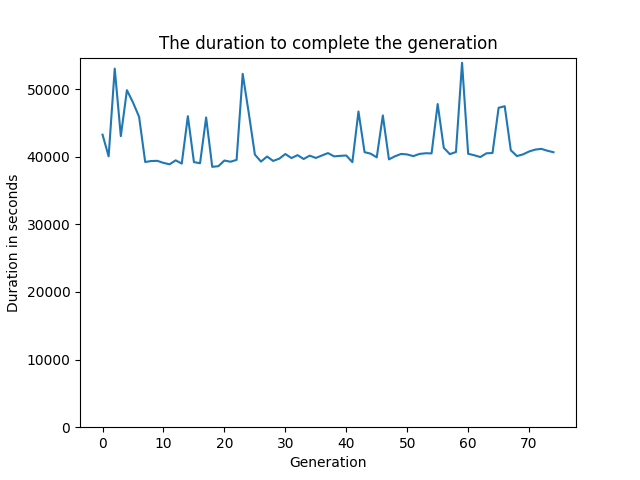 The duration to complete the generation
50000
40000
30000
20000
10000
0
Duration in seconds
0 10 20 30 40 50 60 70
Generation